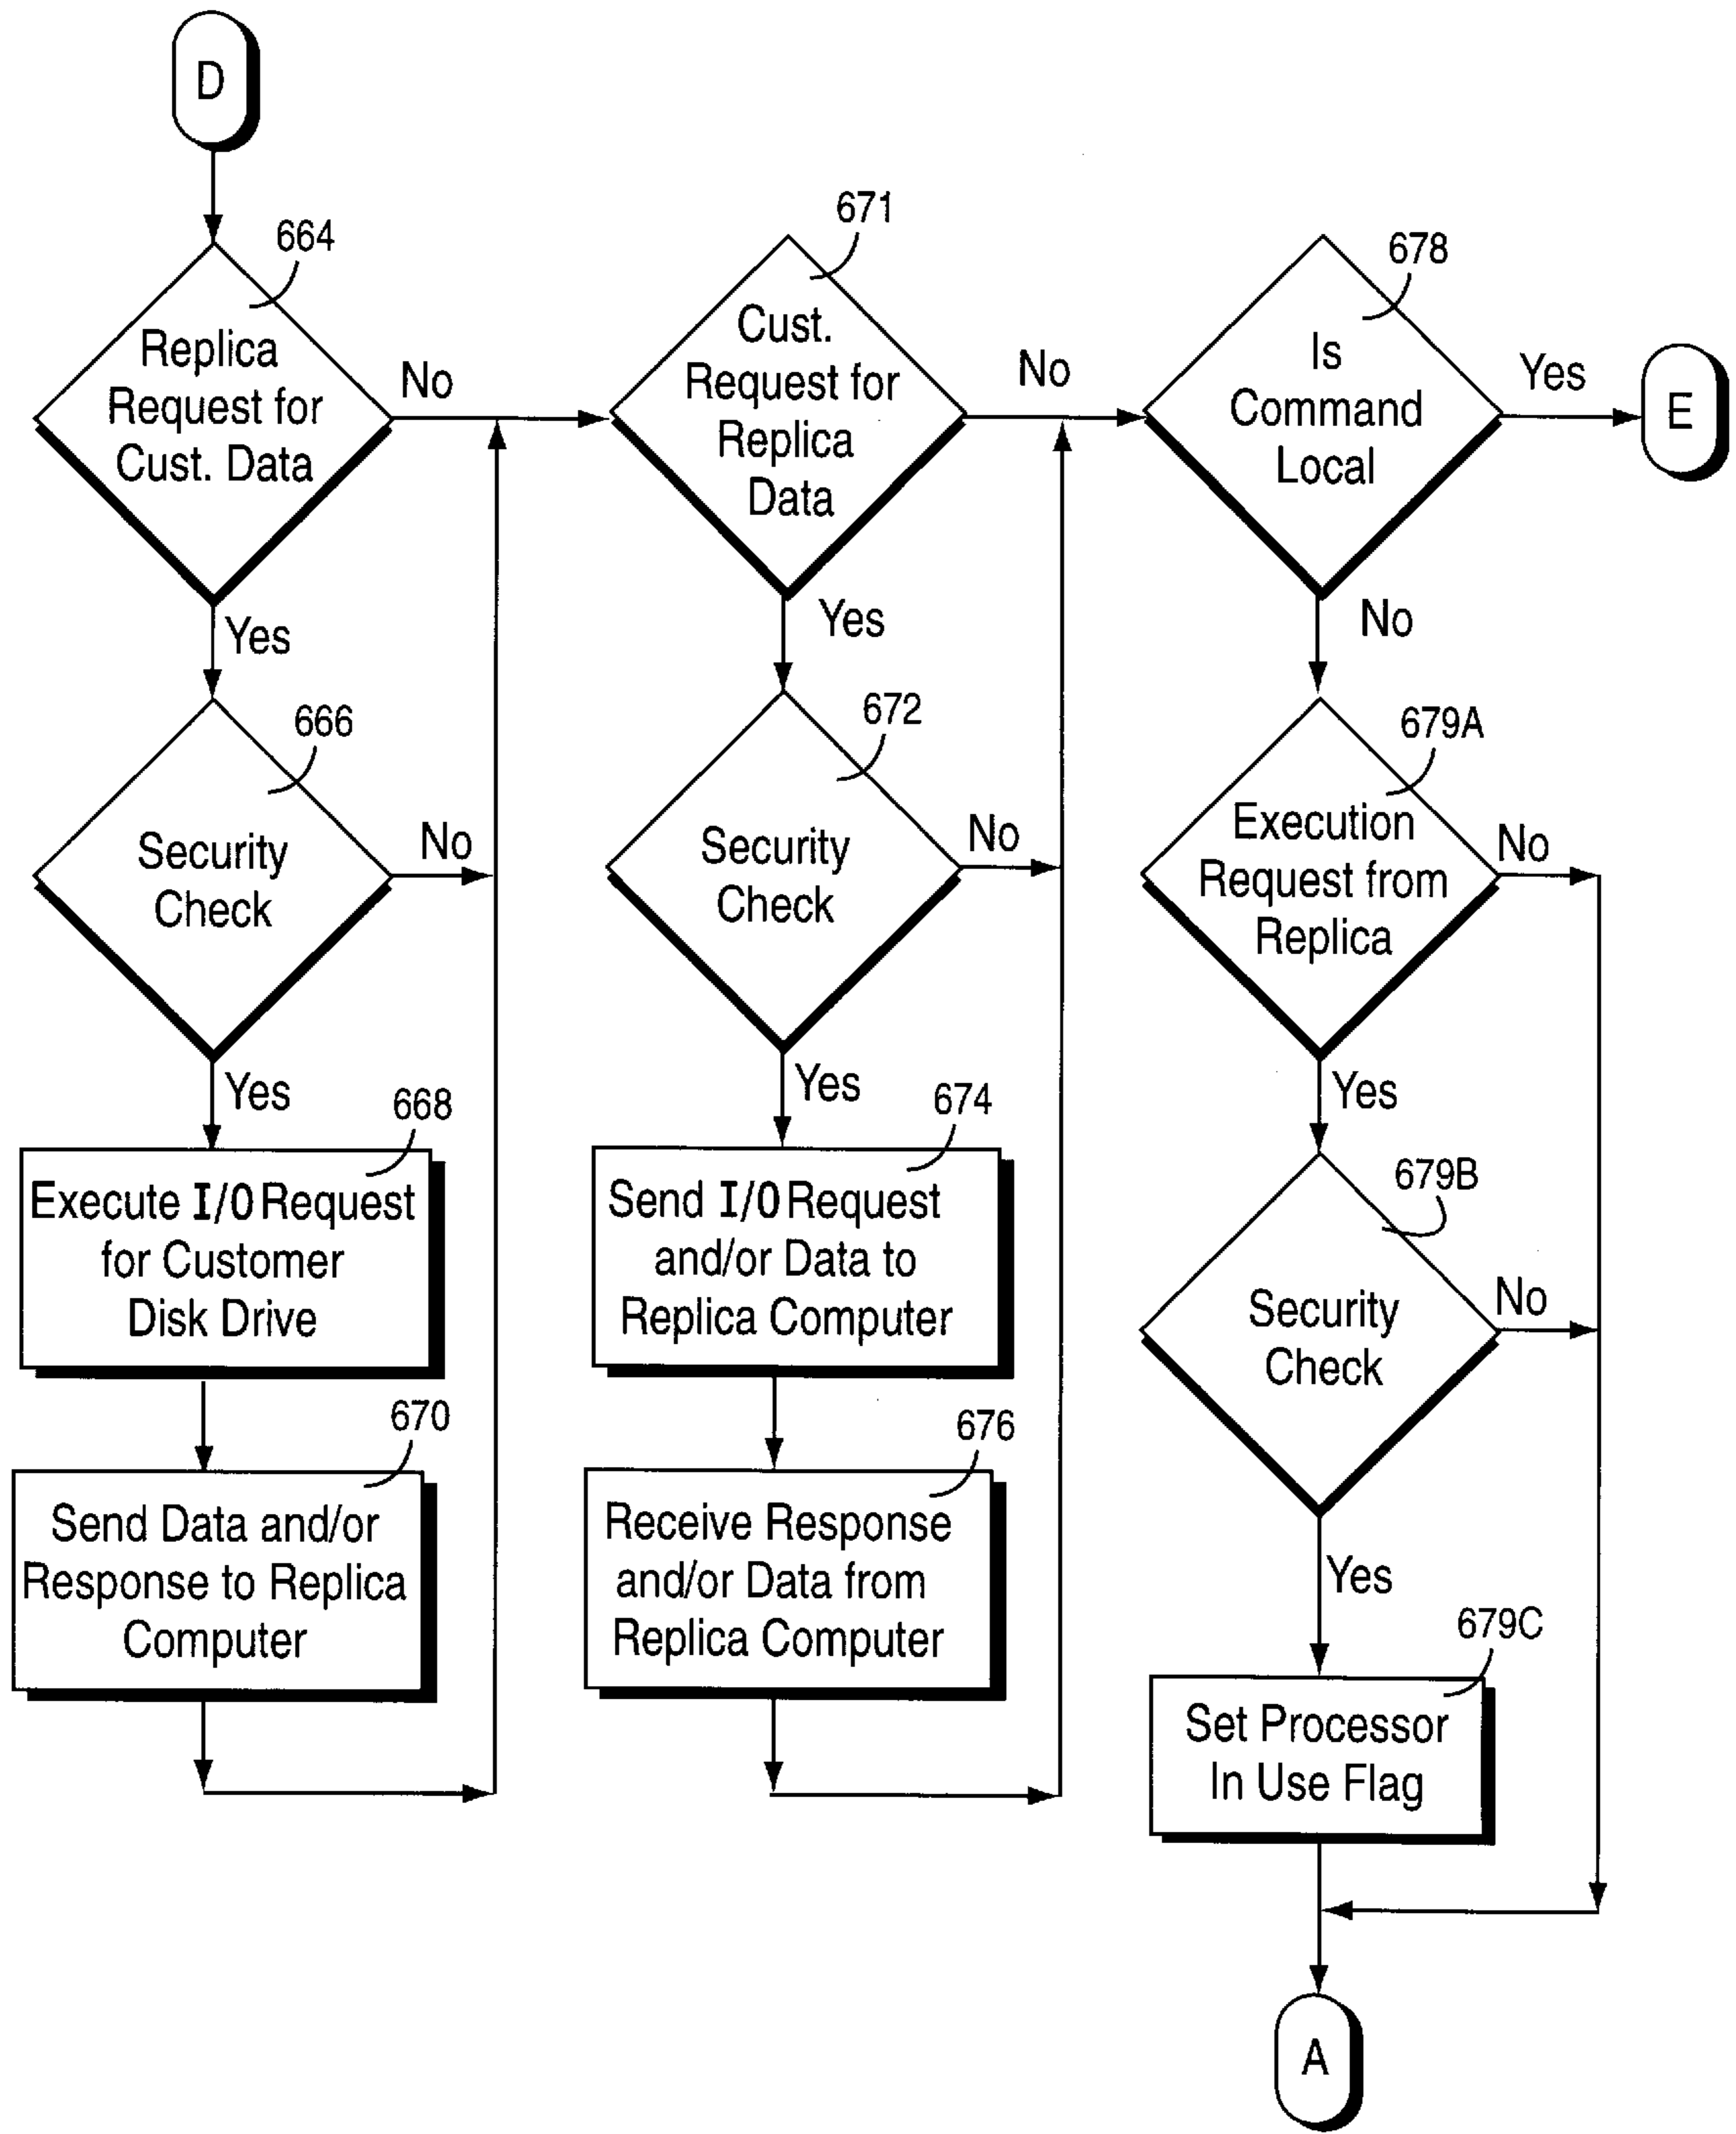 D
664
Replica
Request for
Cust. Data
No
Yes
666
Security
Check
No
Yes
668
Execute I/O Request
for Customer
Disk Drive
670
Send Data and/or
Response to Replica
Computer
671
Cust.
Request for
Replica
Data
No
Yes
672
Security
Check
No
Yes
674
Send I/O Request
and/or Data to
Replica Computer
676
Receive Response
and/or Data from
Replica Computer
678
Is
Command
Local
Yes
E
No
679A
Execution
Request from
Replica
No
Yes
679B
Security
Check
No
Yes
679C
Set Processor
In Use Flag
A